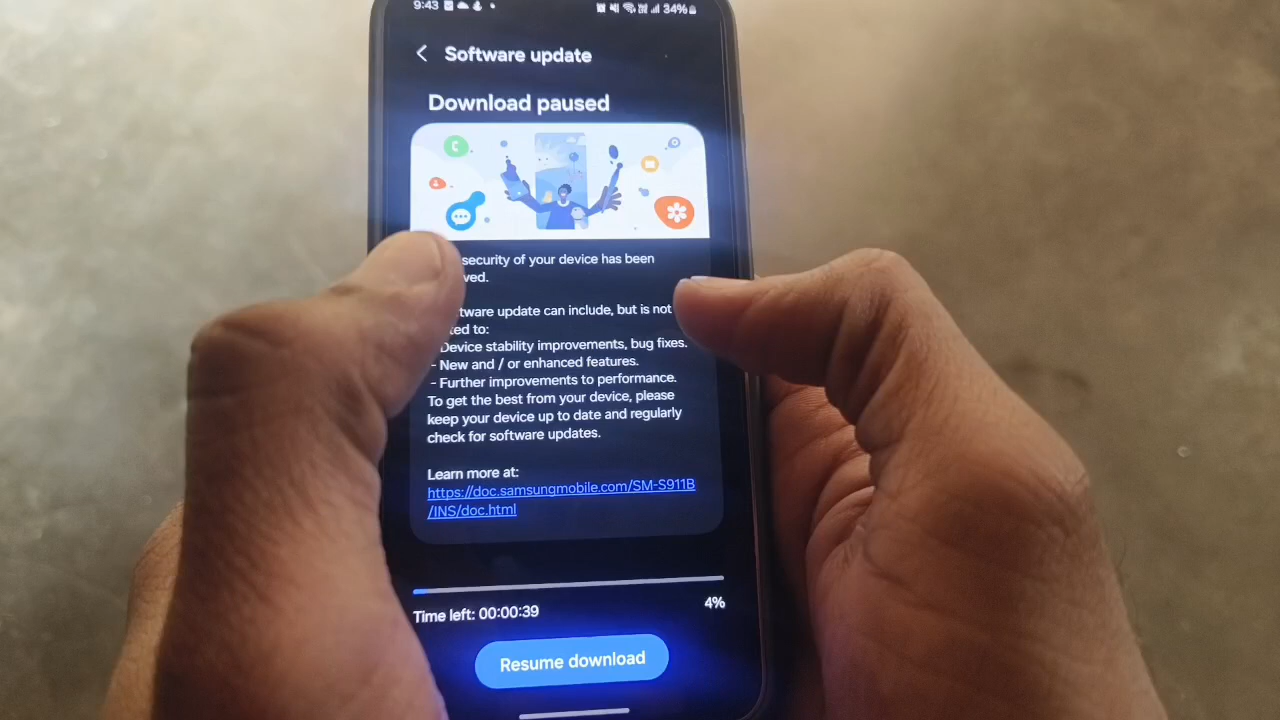 9:43
34%
Software update
Download paused
security of your device has been
ved.
tware update can include, but is not
ted to:
Device stability improvements, bug fixes.
- New and / or enhanced features.
- Further improvements to performance.
To get the best from your device, please
keep your device up to date and regularly
check for software updates.
Learn more at:
https://doc.samsungmobile.com/SM-S911B
/INS/doc.html
Time left: 00:00:39
4%
Resume download